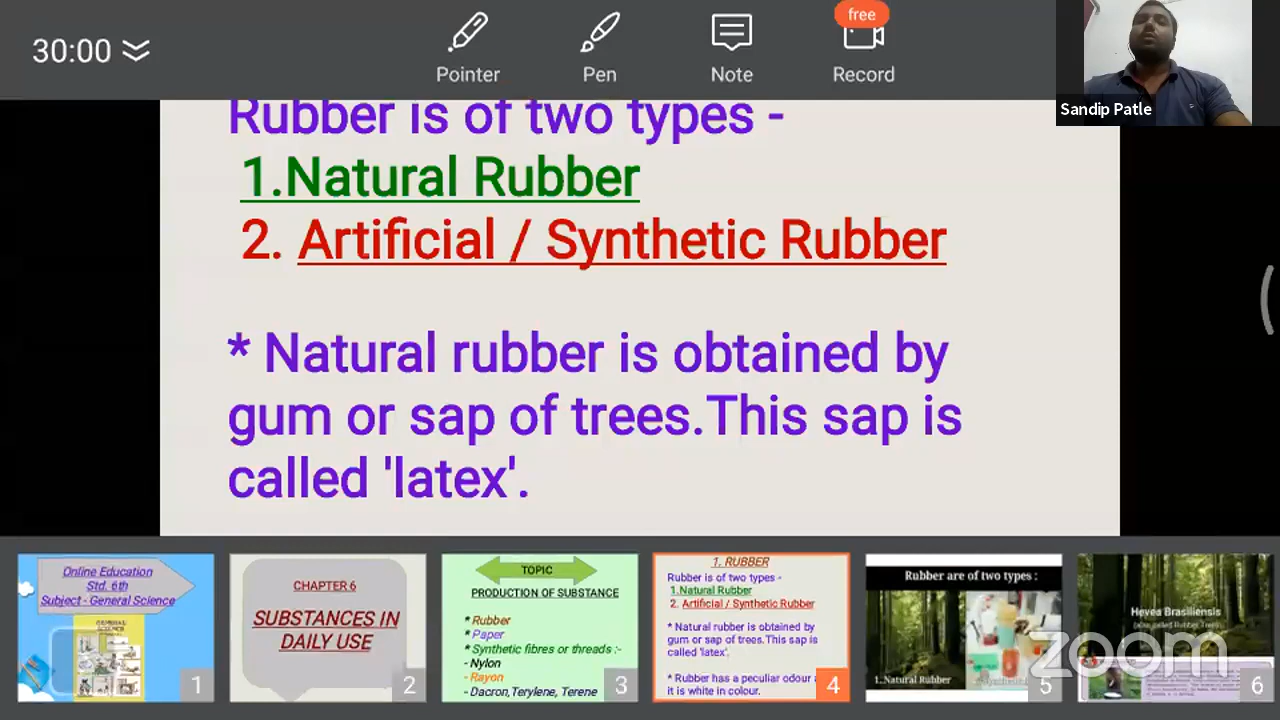 30:00
Pointer
Pen
Note
free
Record
Sandip Patle
Rubber is of two types -
1.Natural Rubber
2. Artificial / Synthetic Rubber
* Natural rubber is obtained by
gum or sap of trees.This sap is
called 'latex'.
Online Education
Std. 6th
Subject - General Science
1
CHAPTER 6
SUBSTANCES IN
DAILY USE
2
TOPIC
PRODUCTION OF SUBSTANCE
* Rubber
* Paper
* Synthetic fibres or threads :-
- Nylon
- Rayon
- Dacron,Terylene, Terene
3
1. RUBBER
Rubber is of two types -
1.Natural Rubber
2. Artificial / Synthetic Rubber
* Natural rubber is obtained by
gum or sap of trees.This sap is
called 'latex'.
* Rubber has a peculiar odour
it is white in colour.
4
Rubber are of two types :
1.Natural Rubber
5
Hevea Brasiliensis
(also called Rubber Tree)
6
zoom